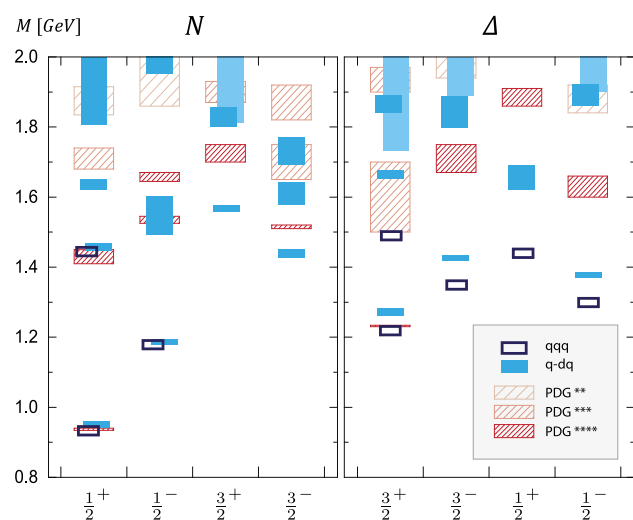 M [GeV] N Δ
2.0
1.8
1.6
1.4
1.2
1.0
0.8
qqq
q-dq
PDG **
PDG ***
PDG ****
1/2+ 1/2− 3/2+ 3/2− 3/2+ 3/2− 1/2+ 1/2−